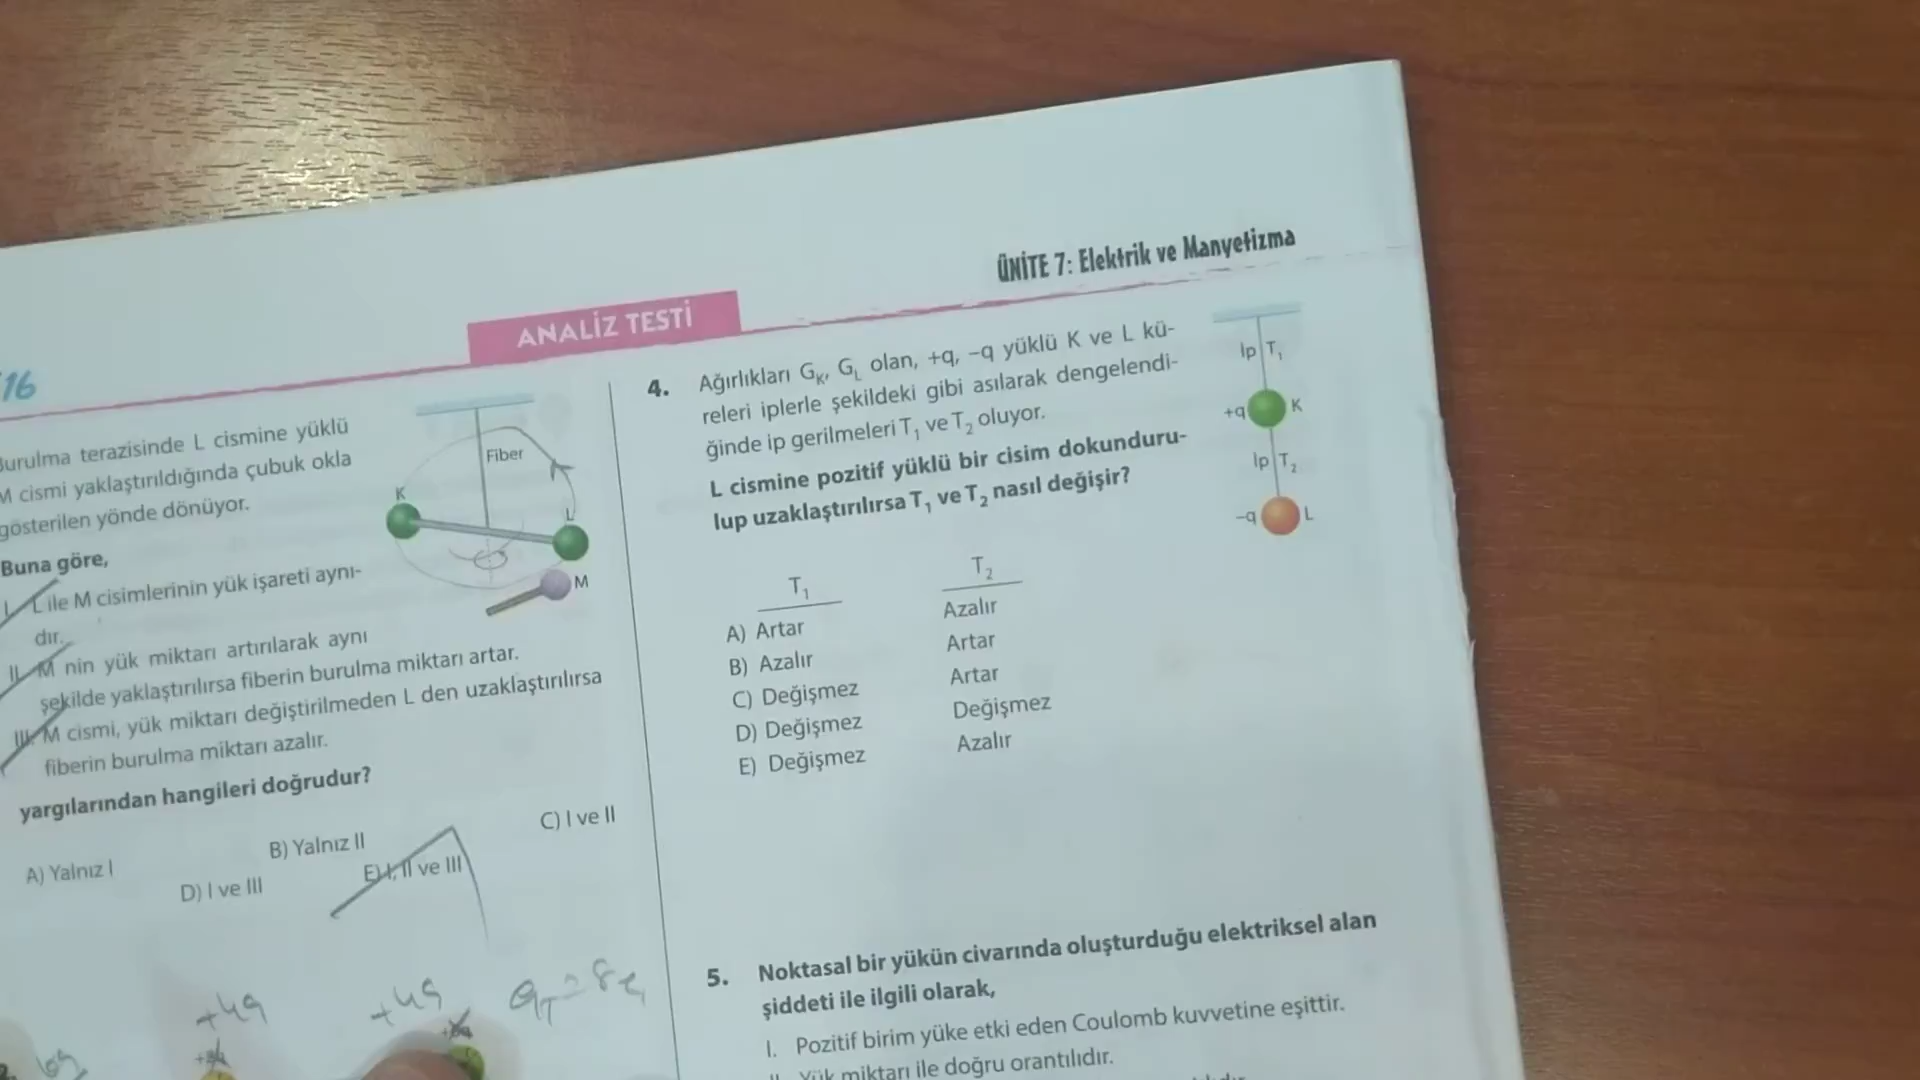 ÜNİTE 7: Elektrik ve Manyetizma
ANALİZ TESTİ
16
Burulma terazisinde L cismine yüklü
M cismi yaklaştırıldığında çubuk okla
gösterilen yönde dönüyor.
Fiber
K
L
M
Buna göre,
I. L ile M cisimlerinin yük işareti aynı-
dır.
II. M nin yük miktarı artırılarak aynı
şekilde yaklaştırılırsa fiberin burulma miktarı artar.
III. M cismi, yük miktarı değiştirilmeden L den uzaklaştırılırsa
fiberin burulma miktarı azalır.
yargılarından hangileri doğrudur?
A) Yalnız I
B) Yalnız II
C) I ve II
D) I ve III
E) I, II ve III
+4q
+4q
4. Ağırlıkları G_K, G_L olan, +q, –q yüklü K ve L kü-
releri iplerle şekildeki gibi asılarak dengelendi-
ğinde ip gerilmeleri T₁ ve T₂ oluyor.
L cismine pozitif yüklü bir cisim dokunduru-
lup uzaklaştırılırsa T₁ ve T₂ nasıl değişir?
İp T₁
+q K
İp T₂
–q L
T₁ T₂
A) Artar Azalır
B) Azalır Artar
C) Değişmez Artar
D) Değişmez Değişmez
E) Değişmez Azalır
5. Noktasal bir yükün civarında oluşturduğu elektriksel alan
şiddeti ile ilgili olarak,
I. Pozitif birim yüke etki eden Coulomb kuvvetine eşittir.
II. Yük miktarı ile doğru orantılıdır.